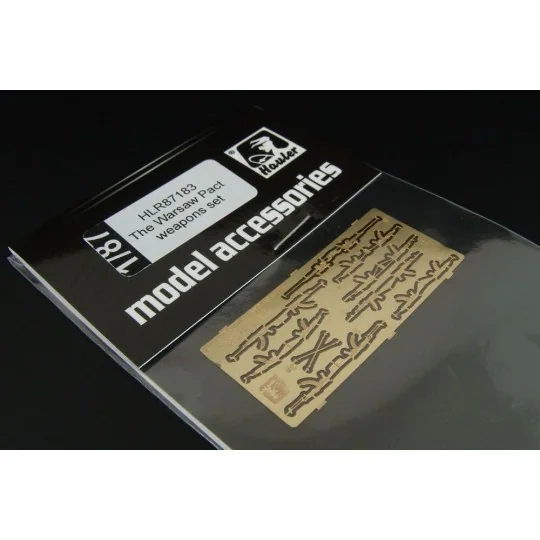 Hauler
®
HLR87183
The Warsaw Pact
weapons set
1/87
model accessories